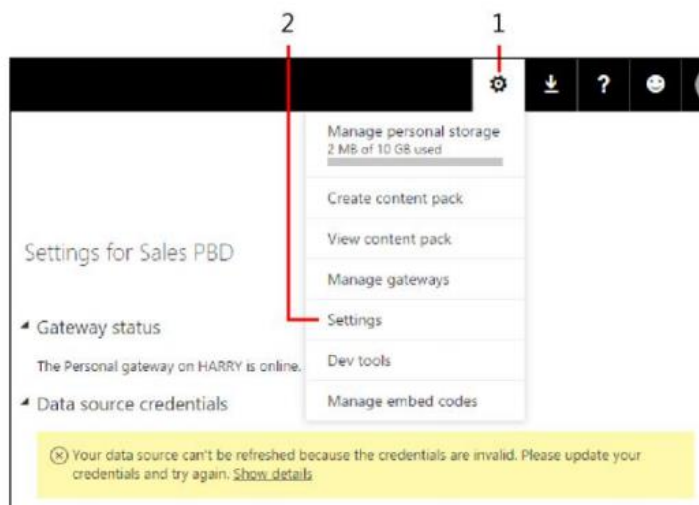 2 1
?
Manage personal storage
2 MB of 10 GB used
Create content pack
View content pack
Settings for Sales PBD
Manage gateways
Settings
Gateway status
The Personal gateway on HARRY is online.
Dev tools
Data source credentials
Manage embed codes
Your data source can't be refreshed because the credentials are invalid. Please update your
credentials and try again. Show details